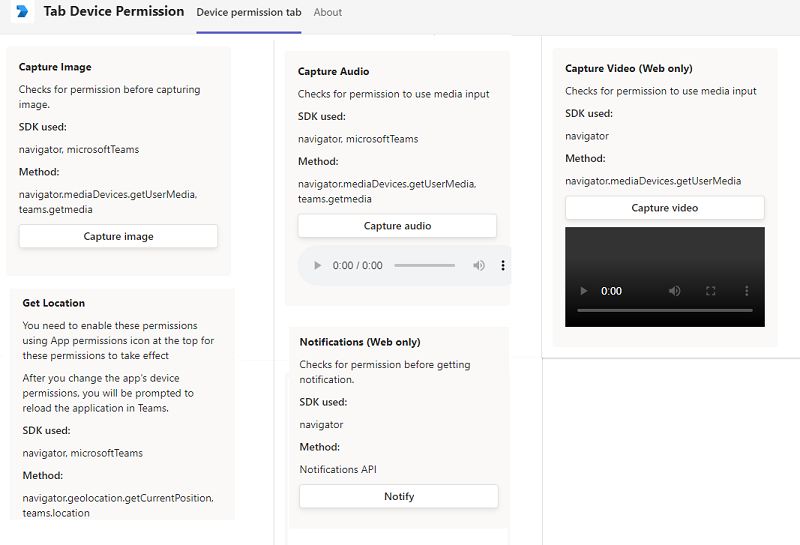 Tab Device Permission
Device permission tab
About
Capture Image
Checks for permission before capturing
image.
SDK used:
navigator, microsoftTeams
Method:
navigator.mediaDevices.getUserMedia,
teams.getmedia
Capture image
Get Location
You need to enable these permissions
using App permissions icon at the top for
these permissions to take effect
After you change the app's device
permissions, you will be prompted to
reload the application in Teams.
SDK used:
navigator, microsoftTeams
Method:
navigator.geolocation.getCurrentPosition,
teams.location
Capture Audio
Checks for permission to use media input
SDK used:
navigator, microsoftTeams
Method:
navigator.mediaDevices.getUserMedia,
teams.getmedia
Capture audio
0:00 / 0:00
Notifications (Web only)
Checks for permission before getting
notification.
SDK used:
navigator
Method:
Notifications API
Notify
Capture Video (Web only)
Checks for permission to use media input
SDK used:
navigator
Method:
navigator.mediaDevices.getUserMedia
Capture video
0:00